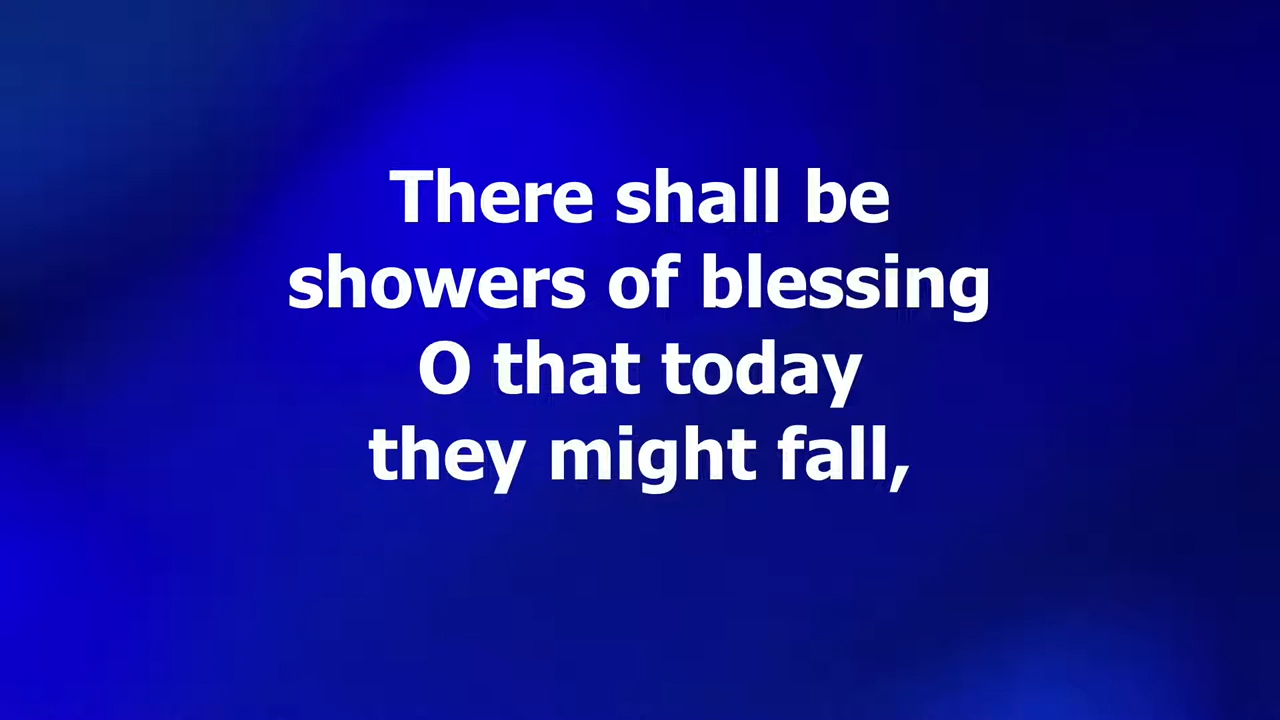 There shall be
showers of blessing
O that today
they might fall,